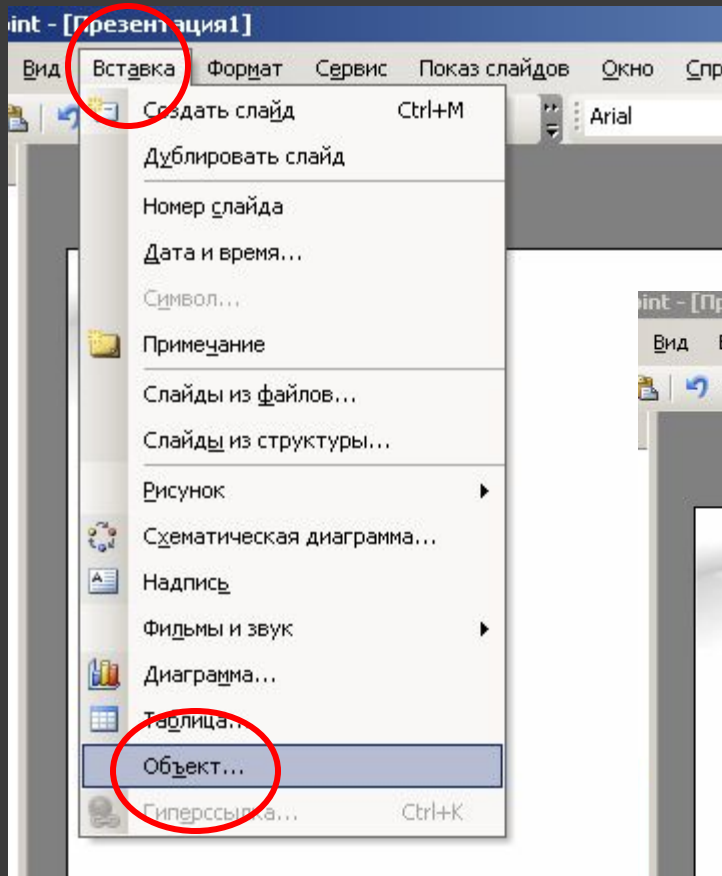 int - [Презентация1]
Вид Вставка Формат Сервис Показ слайдов Окно Спр
Arial
Создать слайд Ctrl+M
Дублировать слайд
Номер слайда
Дата и время...
Символ...
Примечание
Слайды из файлов...
Слайды из структуры...
Рисунок
Схематическая диаграмма...
Надпись
Фильмы и звук
Диаграмма...
Таблица...
Объект...
Гиперссылка... Ctrl+K
int - [Пр
Вид